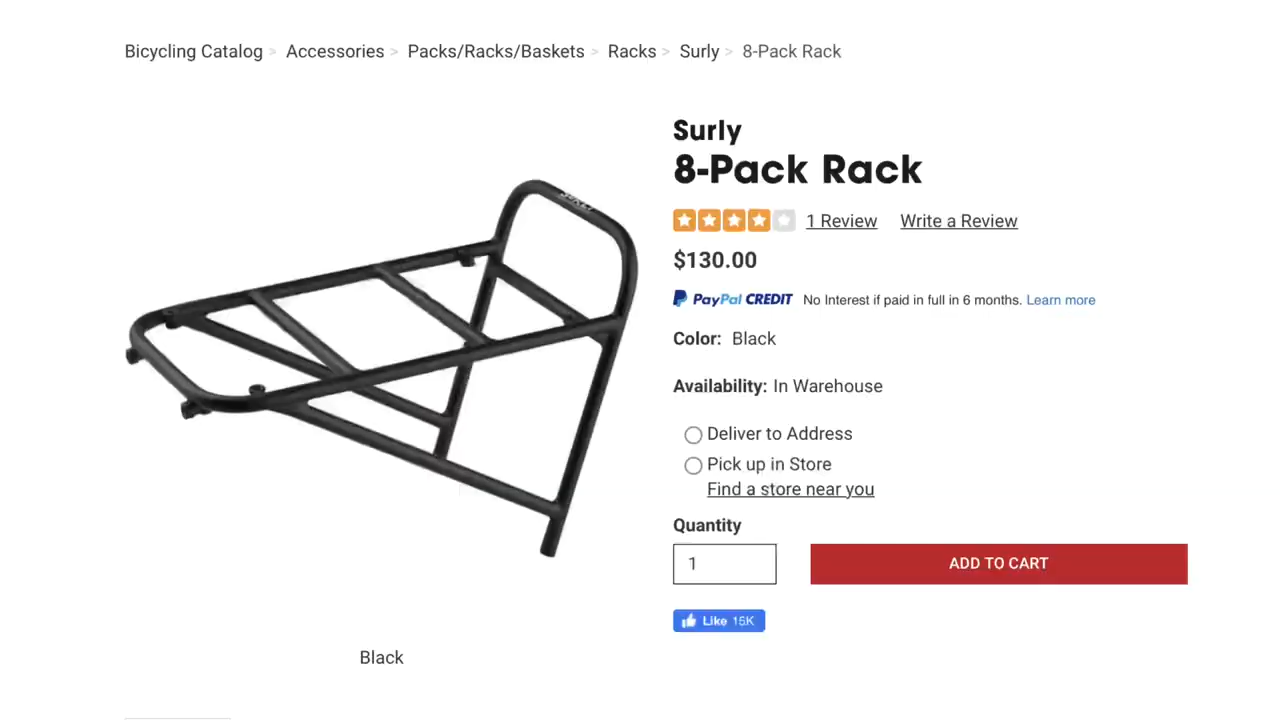 Bicycling Catalog > Accessories > Packs/Racks/Baskets > Racks > Surly > 8-Pack Rack
Surly
8-Pack Rack
1 Review Write a Review
$130.00
PayPal CREDIT No Interest if paid in full in 6 months. Learn more
Color: Black
Availability: In Warehouse
Deliver to Address
Pick up in Store
Find a store near you
Quantity
1 ADD TO CART
Like 15K
Black